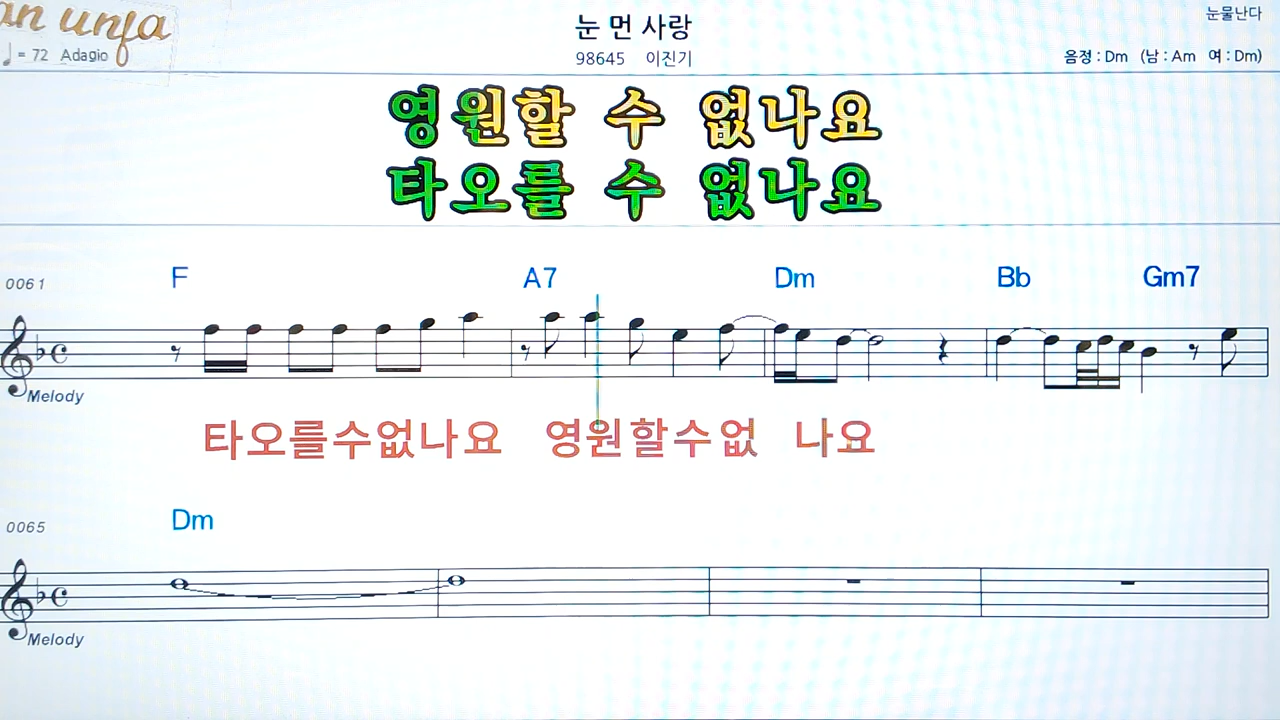 눈물난다
눈 먼 사랑
♩ = 72 Adagio
98645 이진기
음정 : Dm (남 : Am 여 : Dm)
영원할 수 없나요
타오를 수 없나요
F A7 Dm Bb Gm7
0061
Melody
타오를수없나요 영원할수없 나요
Dm
0065
Melody